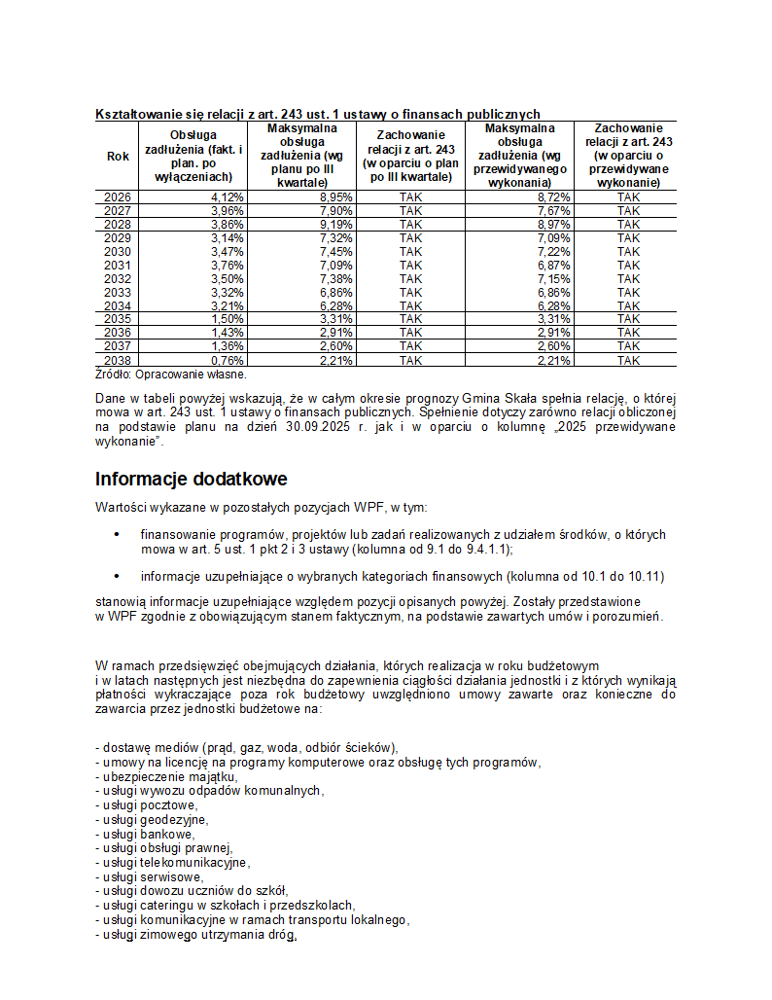 Kształtowanie się relacji z art. 243 ust. 1 ustawy o finansach publicznych
Rok | Obsługa zadłużenia (fakt. i plan. po wyłączeniach) | Maksymalna obsługa zadłużenia (wg planu po III kwartale) | Zachowanie relacji z art. 243 (w oparciu o plan po III kwartale) | Maksymalna obsługa zadłużenia (wg przewidywanego wykonania) | Zachowanie relacji z art. 243 (w oparciu o przewidywane wykonanie)
2026 | 4,12% | 8,95% | TAK | 8,72% | TAK
2027 | 3,96% | 7,90% | TAK | 7,67% | TAK
2028 | 3,86% | 9,19% | TAK | 8,97% | TAK
2029 | 3,14% | 7,32% | TAK | 7,09% | TAK
2030 | 3,47% | 7,45% | TAK | 7,22% | TAK
2031 | 3,76% | 7,09% | TAK | 6,87% | TAK
2032 | 3,50% | 7,38% | TAK | 7,15% | TAK
2033 | 3,32% | 6,86% | TAK | 6,86% | TAK
2034 | 3,21% | 6,28% | TAK | 6,28% | TAK
2035 | 1,50% | 3,31% | TAK | 3,31% | TAK
2036 | 1,43% | 2,91% | TAK | 2,91% | TAK
2037 | 1,36% | 2,60% | TAK | 2,60% | TAK
2038 | 0,76% | 2,21% | TAK | 2,21% | TAK
Źródło: Opracowanie własne.
Dane w tabeli powyżej wskazują, że w całym okresie prognozy Gmina Skała spełnia relację, o której
mowa w art. 243 ust. 1 ustawy o finansach publicznych. Spełnienie dotyczy zarówno relacji obliczonej
na podstawie planu na dzień 30.09.2025 r. jak i w oparciu o kolumnę „2025 przewidywane
wykonanie”.
Informacje dodatkowe
Wartości wykazane w pozostałych pozycjach WPF, w tym:
• finansowanie programów, projektów lub zadań realizowanych z udziałem środków, o których
mowa w art. 5 ust. 1 pkt 2 i 3 ustawy (kolumna od 9.1 do 9.4.1.1);
• informacje uzupełniające o wybranych kategoriach finansowych (kolumna od 10.1 do 10.11)
stanowią informacje uzupełniające względem pozycji opisanych powyżej. Zostały przedstawione
w WPF zgodnie z obowiązującym stanem faktycznym, na podstawie zawartych umów i porozumień.
W ramach przedsięwzięć obejmujących działania, których realizacja w roku budżetowym
i w latach następnych jest niezbędna do zapewnienia ciągłości działania jednostki i z których wynikają
płatności wykraczające poza rok budżetowy uwzględniono umowy zawarte oraz konieczne do
zawarcia przez jednostki budżetowe na:
- dostawę mediów (prąd, gaz, woda, odbiór ścieków),
- umowy na licencję na programy komputerowe oraz obsługę tych programów,
- ubezpieczenie majątku,
- usługi wywozu odpadów komunalnych,
- usługi pocztowe,
- usługi geodezyjne,
- usługi bankowe,
- usługi obsługi prawnej,
- usługi telekomunikacyjne,
- usługi serwisowe,
- usługi dowozu uczniów do szkół,
- usługi cateringu w szkołach i przedszkolach,
- usługi komunikacyjne w ramach transportu lokalnego,
- usługi zimowego utrzymania dróg,